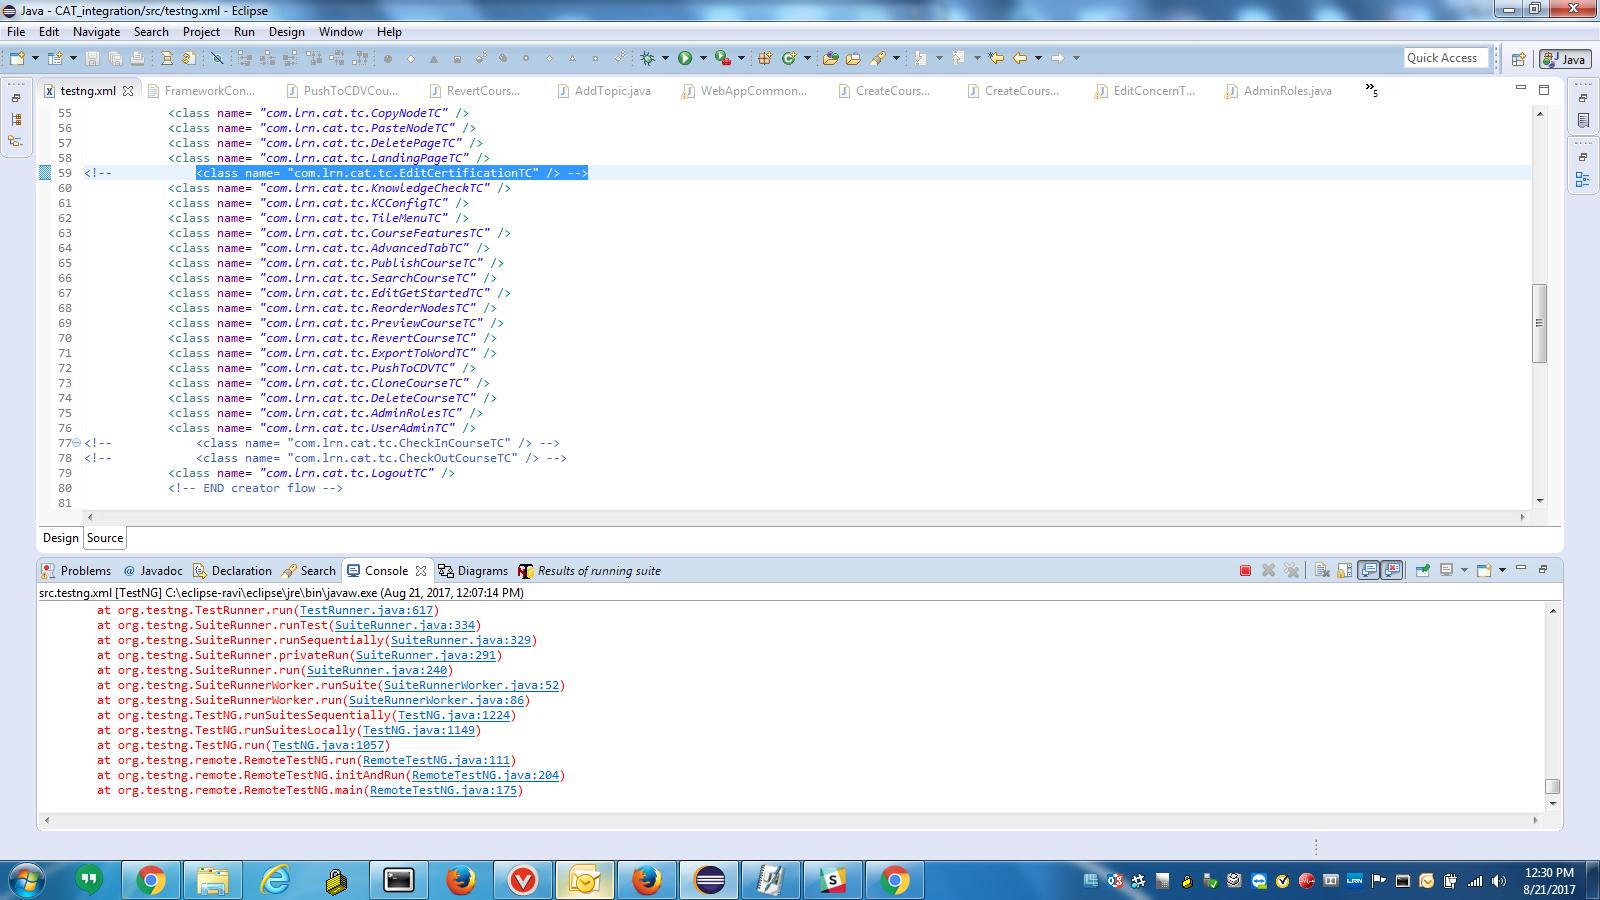 Java - CAT_integration/src/testng.xml - Eclipse
File Edit Navigate Search Project Run Design Window Help
Quick Access
Java
testng.xml FrameworkCon... PushToCDVCou... RevertCours... AddTopic.java WebAppCommon... CreateCours... CreateCours... EditConcernT... AdminRoles.java »5
55 <class name= "com.lrn.cat.tc.CopyNodeTC" />
56 <class name= "com.lrn.cat.tc.PasteNodeTC" />
57 <class name= "com.lrn.cat.tc.DeletePageTC" />
58 <class name= "com.lrn.cat.tc.LandingPageTC" />
59 <!-- <class name= "com.lrn.cat.tc.EditCertificationTC" /> -->
60 <class name= "com.lrn.cat.tc.KnowledgeCheckTC" />
61 <class name= "com.lrn.cat.tc.KCConfigTC" />
62 <class name= "com.lrn.cat.tc.TileMenuTC" />
63 <class name= "com.lrn.cat.tc.CourseFeaturesTC" />
64 <class name= "com.lrn.cat.tc.AdvancedTabTC" />
65 <class name= "com.lrn.cat.tc.PublishCourseTC" />
66 <class name= "com.lrn.cat.tc.SearchCourseTC" />
67 <class name= "com.lrn.cat.tc.EditGetStartedTC" />
68 <class name= "com.lrn.cat.tc.ReorderNodesTC" />
69 <class name= "com.lrn.cat.tc.PreviewCourseTC" />
70 <class name= "com.lrn.cat.tc.RevertCourseTC" />
71 <class name= "com.lrn.cat.tc.ExportToWordTC" />
72 <class name= "com.lrn.cat.tc.PushToCDVTC" />
73 <class name= "com.lrn.cat.tc.CloneCourseTC" />
74 <class name= "com.lrn.cat.tc.DeleteCourseTC" />
75 <class name= "com.lrn.cat.tc.AdminRolesTC" />
76 <class name= "com.lrn.cat.tc.UserAdminTC" />
77 <!-- <class name= "com.lrn.cat.tc.CheckInCourseTC" /> -->
78 <!-- <class name= "com.lrn.cat.tc.CheckOutCourseTC" /> -->
79 <class name= "com.lrn.cat.tc.LogoutTC" />
80 <!-- END creator flow -->
81
Design Source
Problems @ Javadoc Declaration Search Console Diagrams Results of running suite
src.testng.xml [TestNG] C:\eclipse-ravi\eclipse\jre\bin\javaw.exe (Aug 21, 2017, 12:07:14 PM)
at org.testng.TestRunner.run(TestRunner.java:617)
at org.testng.SuiteRunner.runTest(SuiteRunner.java:334)
at org.testng.SuiteRunner.runSequentially(SuiteRunner.java:329)
at org.testng.SuiteRunner.privateRun(SuiteRunner.java:291)
at org.testng.SuiteRunner.run(SuiteRunner.java:240)
at org.testng.SuiteRunnerWorker.runSuite(SuiteRunnerWorker.java:52)
at org.testng.SuiteRunnerWorker.run(SuiteRunnerWorker.java:86)
at org.testng.TestNG.runSuitesSequentially(TestNG.java:1224)
at org.testng.TestNG.runSuitesLocally(TestNG.java:1149)
at org.testng.TestNG.run(TestNG.java:1057)
at org.testng.remote.RemoteTestNG.run(RemoteTestNG.java:111)
at org.testng.remote.RemoteTestNG.initAndRun(RemoteTestNG.java:204)
at org.testng.remote.RemoteTestNG.main(RemoteTestNG.java:175)
LRN
12:30 PM
8/21/2017